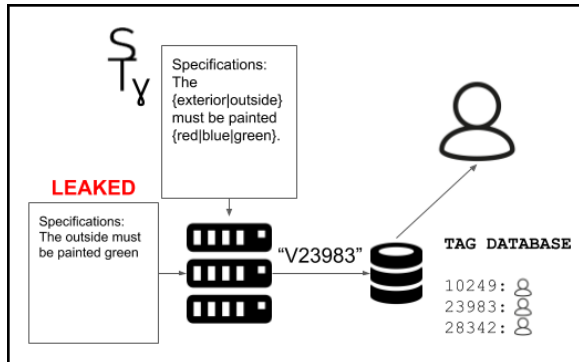 S
Tγ
Specifications:
The
{exterior|outside}
must be painted
{red|blue|green}.
LEAKED
Specifications:
The outside must
be painted green
“V23983”
TAG DATABASE
10249:
23983:
28342: